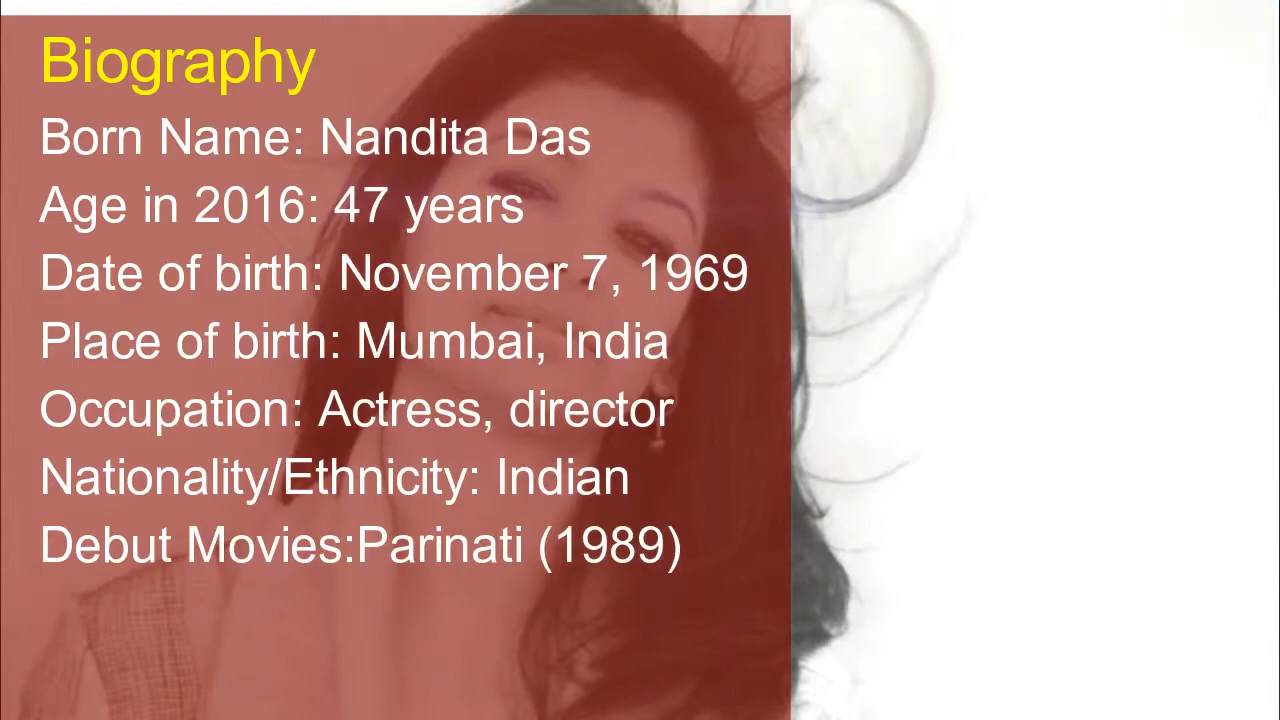 Biography
Born Name: Nandita Das
Age in 2016: 47 years
Date of birth: November 7, 1969
Place of birth: Mumbai, India
Occupation: Actress, director
Nationality/Ethnicity: Indian
Debut Movies:Parinati (1989)